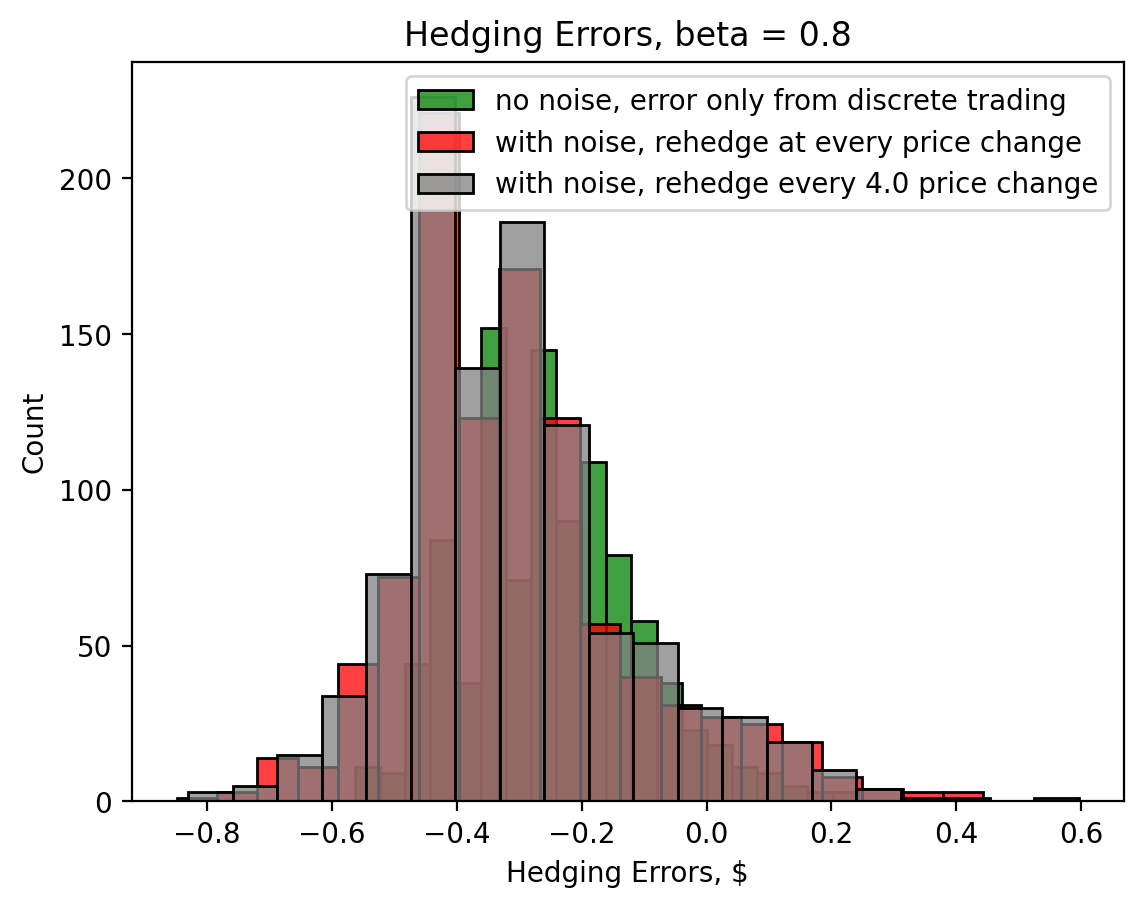 Hedging Errors, beta = 0.8
no noise, error only from discrete trading
with noise, rehedge at every price change
with noise, rehedge every 4.0 price change
Count
200
150
100
50
0
−0.8 −0.6 −0.4 −0.2 0.0 0.2 0.4 0.6
Hedging Errors, $